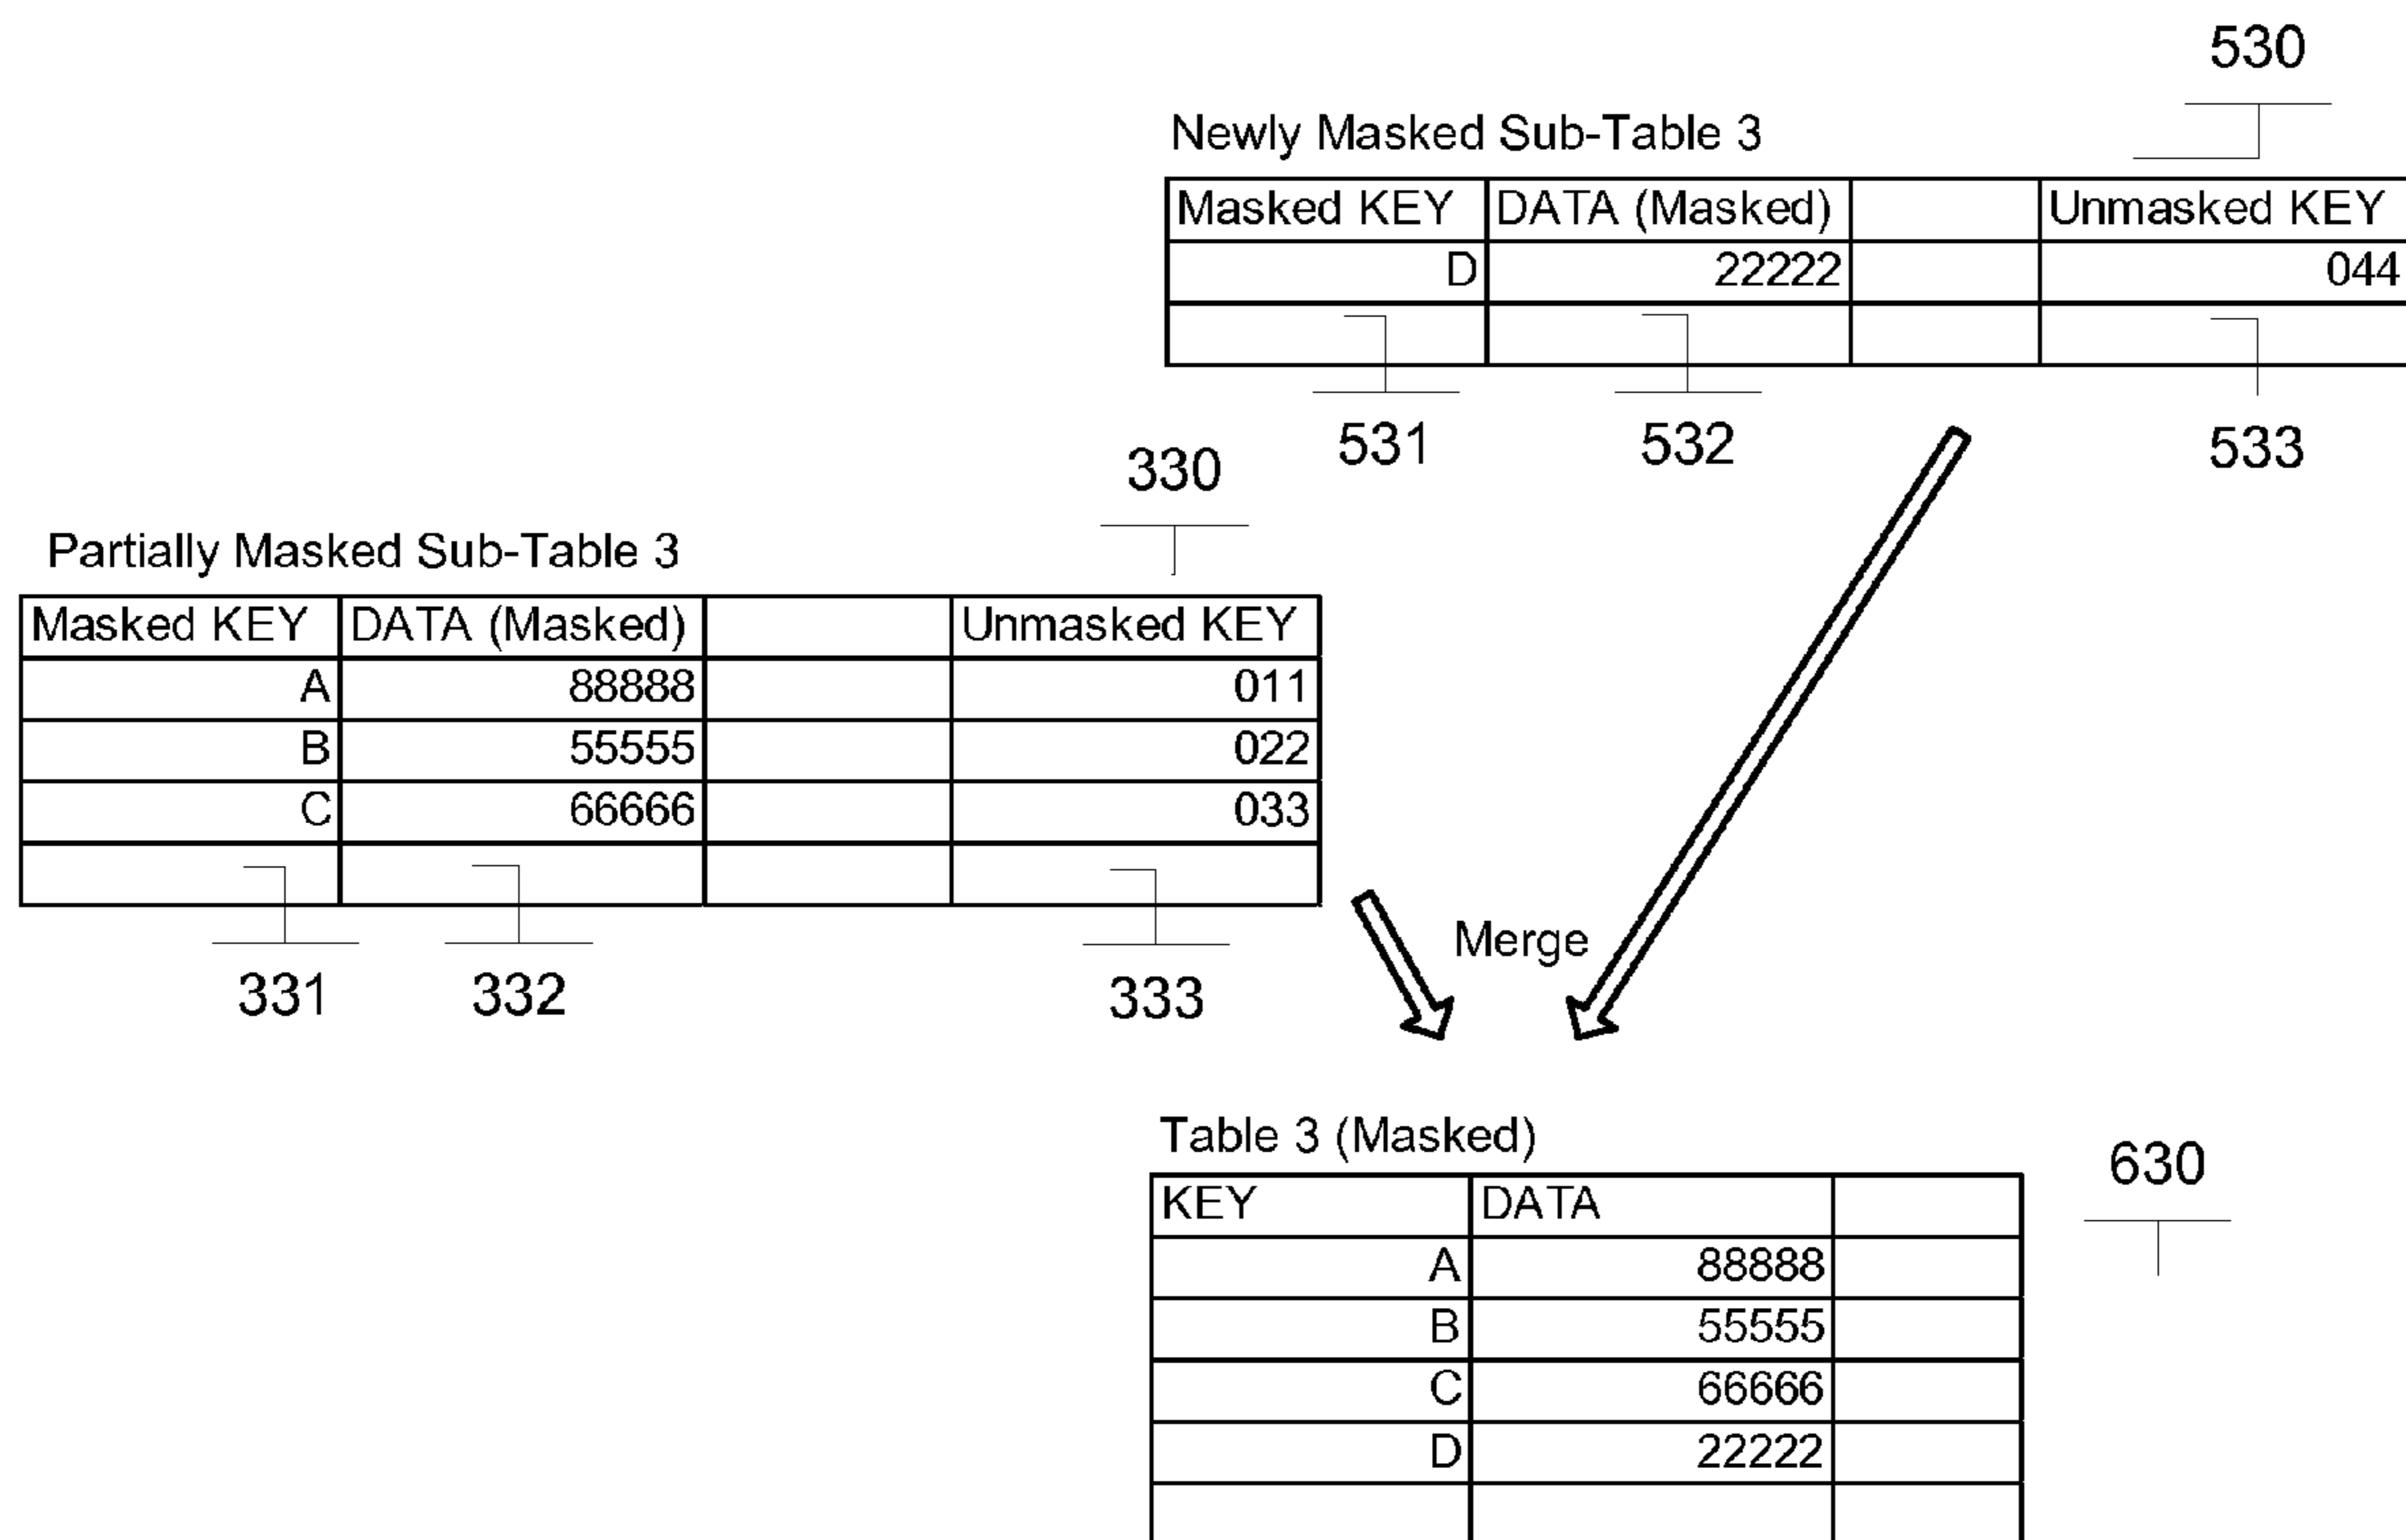 530
Newly Masked Sub-Table 3
Masked KEY DATA (Masked) Unmasked KEY
D 22222 044
531 532 533
330
Partially Masked Sub-Table 3
Masked KEY DATA (Masked) Unmasked KEY
A 88888 011
B 55555 022
C 66666 033
331 332 333
Merge
Table 3 (Masked)
630
KEY DATA
A 88888
B 55555
C 66666
D 22222